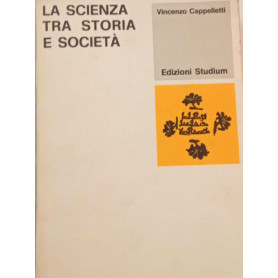 LA SCIENZA
TRA STORIA
E SOCIETÀ
Vincenzo Cappelletti
Edizioni Studium